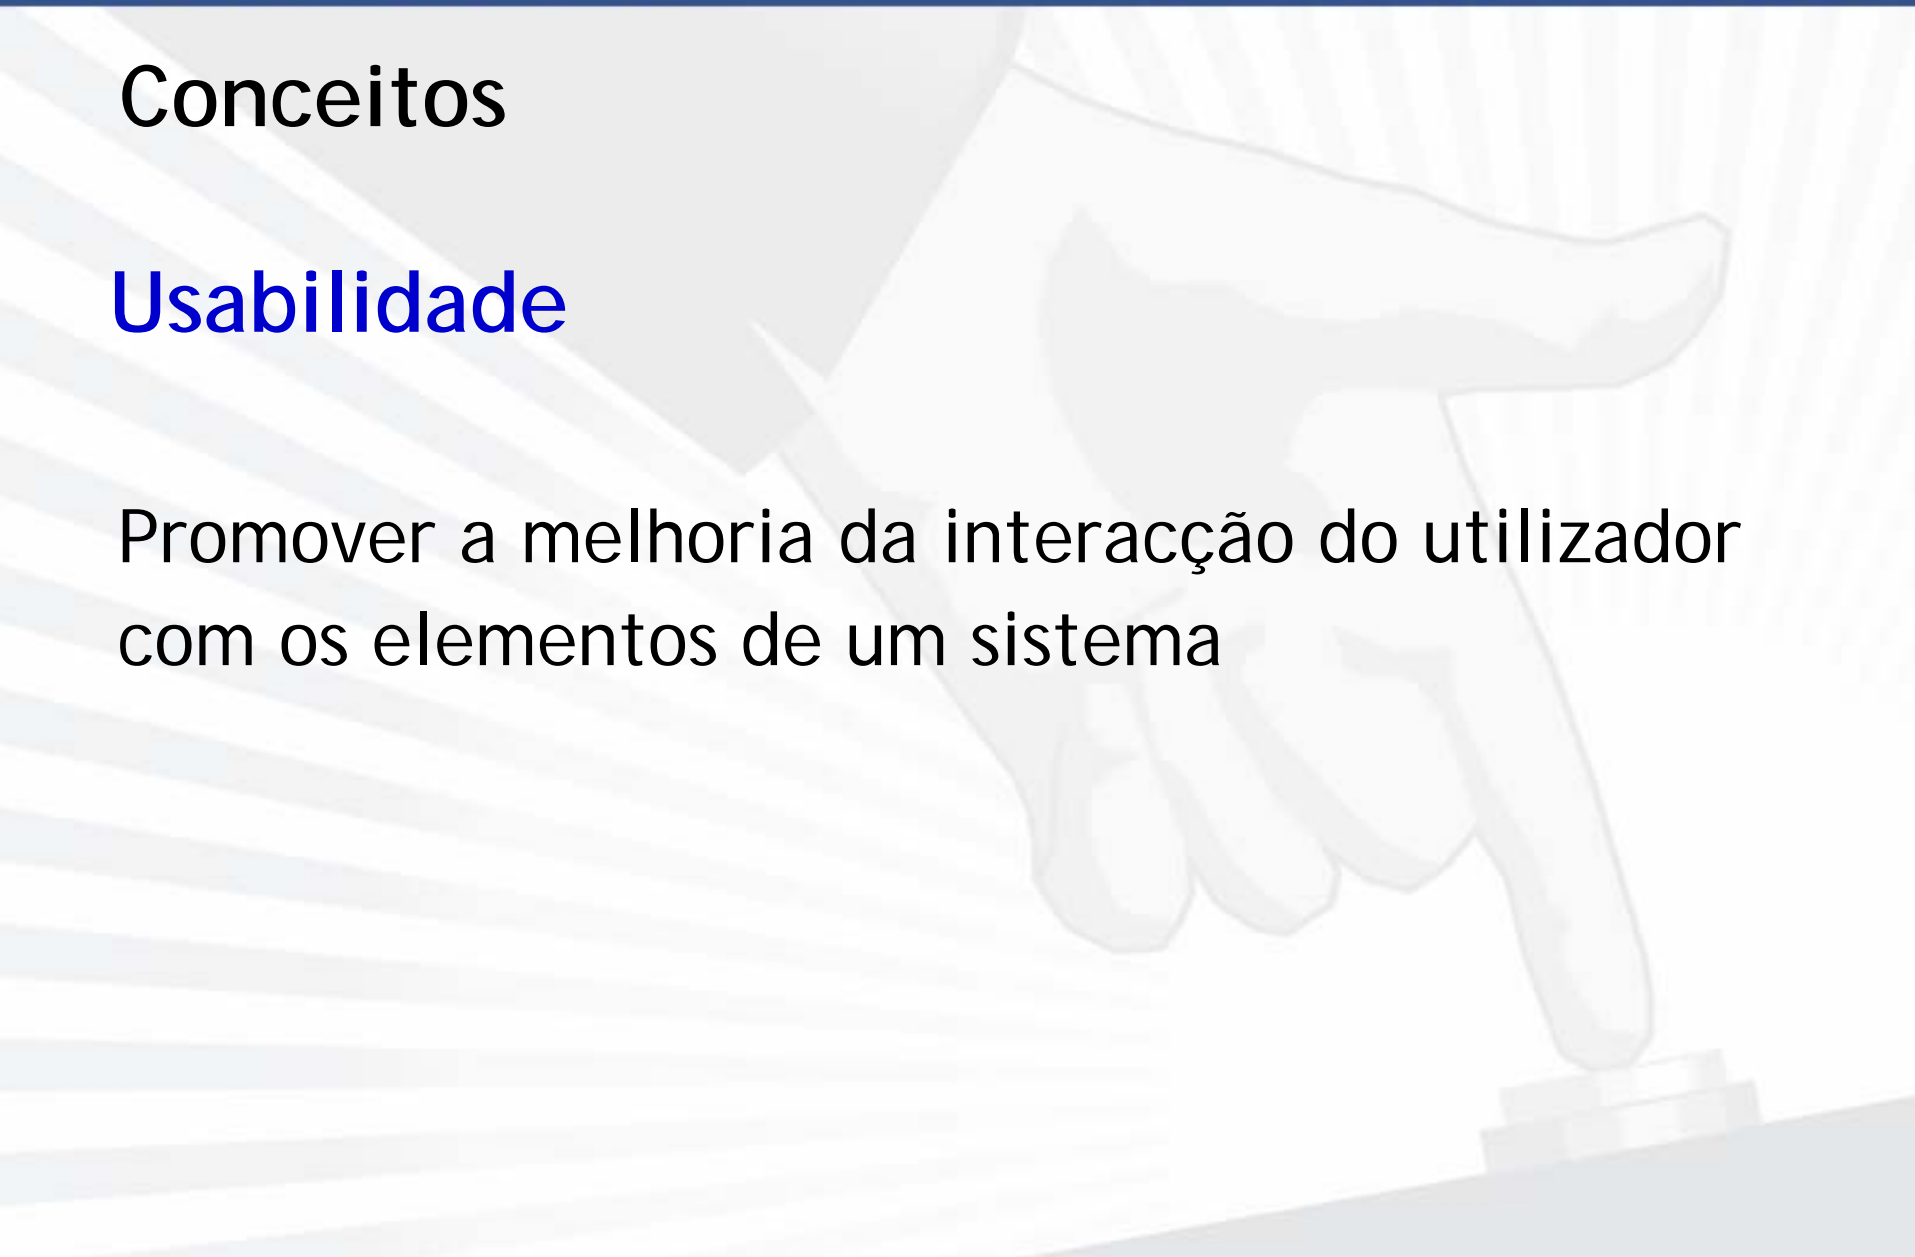 Conceitos
Usabilidade
Promover a melhoria da interacção do utilizador
com os elementos de um sistema